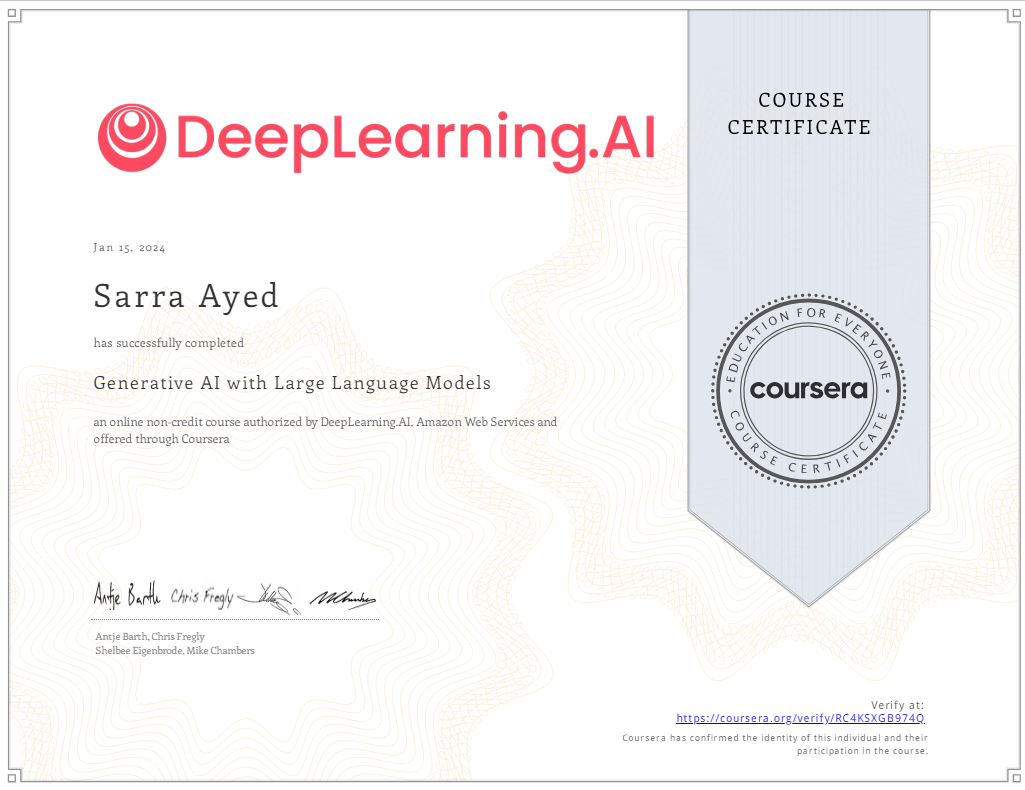 DeepLearning.AI
COURSE
CERTIFICATE
Jan 15, 2024
Sarra Ayed
has successfully completed
Generative AI with Large Language Models
an online non-credit course authorized by DeepLearning.AI, Amazon Web Services and
offered through Coursera
EDUCATION FOR EVERYONE
coursera
COURSE CERTIFICATE
Antje Barth Chris Fregly
Antje Barth, Chris Fregly
Shelbee Eigenbrode, Mike Chambers
Verify at:
https://coursera.org/verify/RC4KSXGB974Q
Coursera has confirmed the identity of this individual and their
participation in the course.